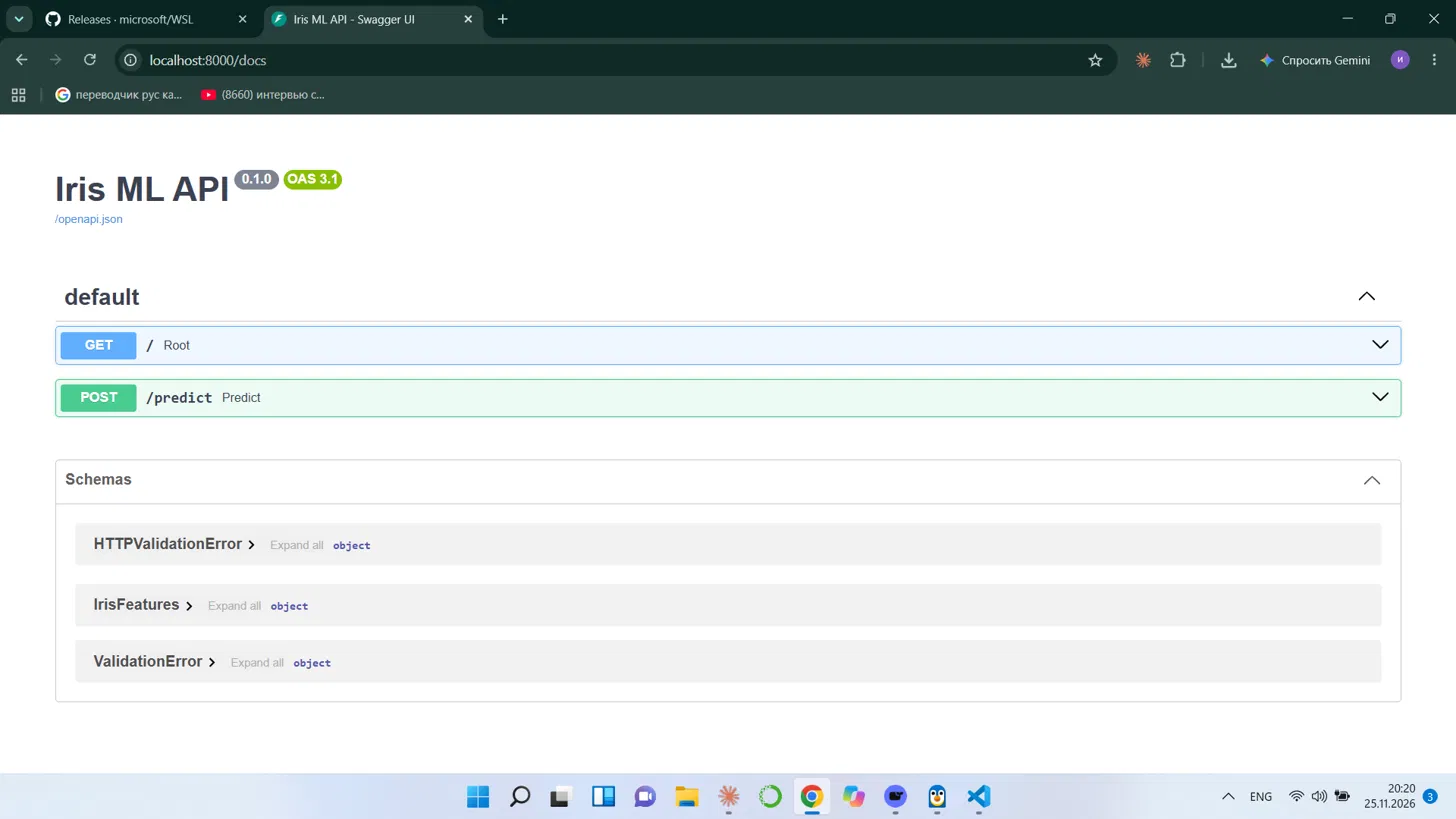 Releases · microsoft/WSL
Iris ML API - Swagger UI
localhost:8000/docs
Спросить Gemini
и
переводчик рус ка...
(8660) интервью с...
Iris ML API 0.1.0 OAS 3.1
/openapi.json
default
GET / Root
POST /predict Predict
Schemas
HTTPValidationError Expand all object
IrisFeatures Expand all object
ValidationError Expand all object
ENG
20:20
25.11.2026
3